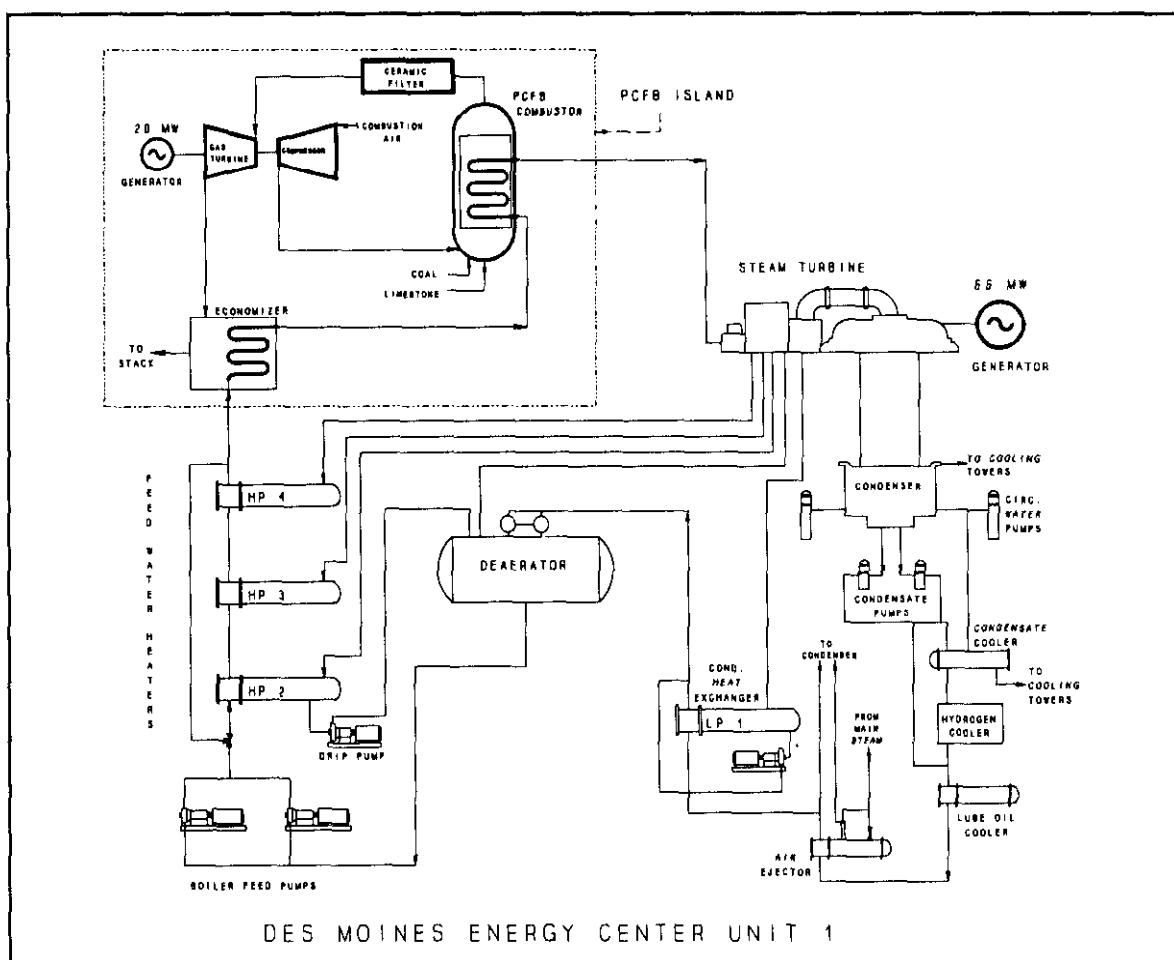 CERAMIC
FILTER
PCFB
COMBUSTOR
PCFB ISLAND
20 MW
GAS
TURBINE
COMPRESSOR
COMBUSTION
AIR
GENERATOR
COAL
LIMESTONE
ECONOMIZER
TO
STACK
STEAM TURBINE
66 MW
GENERATOR
TO COOLING
TOWERS
CONDENSER
CIRC.
WATER
PUMPS
FEED WATER HEATERS
HP 4
HP 3
HP 2
DEAERATOR
CONDENSATE
PUMPS
CONDENSATE
COOLER
TO
COOLING
TOWERS
TO
CONDENSER
COND.
HEAT
EXCHANGER
LP 1
FROM
MAIN
STEAM
HYDROGEN
COOLER
DRIP PUMP
LUBE OIL
COOLER
AIR
EJECTOR
BOILER FEED PUMPS
DES MOINES ENERGY CENTER UNIT 1